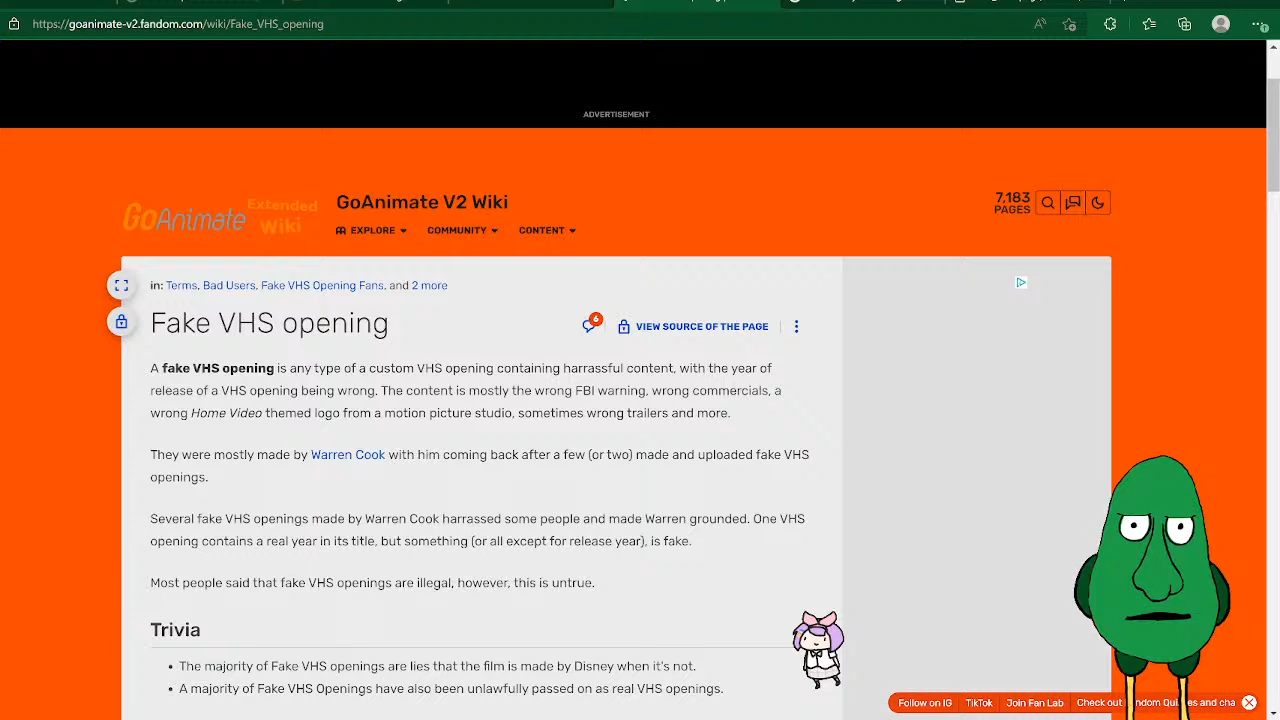 https://goanimate-v2.fandom.com/wiki/Fake_VHS_opening
ADVERTISEMENT
GoAnimate
Extended
Wiki
GoAnimate V2 Wiki
7,183
PAGES
EXPLORE
COMMUNITY
CONTENT
in: Terms, Bad Users, Fake VHS Opening Fans, and 2 more
Fake VHS opening
6
VIEW SOURCE OF THE PAGE
A fake VHS opening is any type of a custom VHS opening containing harrassful content, with the year of
release of a VHS opening being wrong. The content is mostly the wrong FBI warning, wrong commercials, a
wrong Home Video themed logo from a motion picture studio, sometimes wrong trailers and more.
They were mostly made by Warren Cook with him coming back after a few (or two) made and uploaded fake VHS
openings.
Several fake VHS openings made by Warren Cook harrassed some people and made Warren grounded. One VHS
opening contains a real year in its title, but something (or all except for release year), is fake.
Most people said that fake VHS openings are illegal, however, this is untrue.
Trivia
• The majority of Fake VHS openings are lies that the film is made by Disney when it's not.
• A majority of Fake VHS Openings have also been unlawfully passed on as real VHS openings.
Follow on IG
TikTok
Join Fan Lab
Check out
and cha